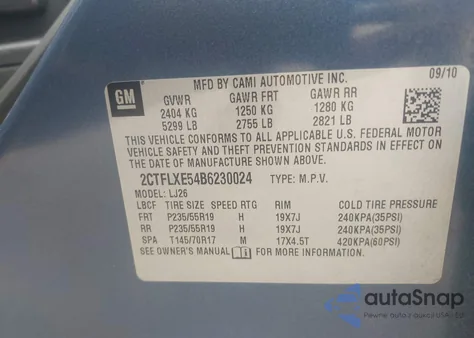 MFD BY CAMI AUTOMOTIVE INC. 09/10
GM
GVWR GAWR FRT GAWR RR
2404 KG 1250 KG 1280 KG
5299 LB 2755 LB 2821 LB
THIS VEHICLE CONFORMS TO ALL APPLICABLE U.S. FEDERAL MOTOR
VEHICLE SAFETY AND THEFT PREVENTION STANDARDS IN EFFECT ON
THE DATE OF MANUFACTURE SHOWN ABOVE.
2CTFLXE54B6230024 TYPE: M.P.V.
MODEL: LJ26
LBCF TIRE SIZE SPEED RTG RIM COLD TIRE PRESSURE
FRT P235/55R19 H 19X7J 240KPA(35PSI)
RR P235/55R19 H 19X7J 240KPA(35PSI)
SPA T145/70R17 M 17X4.5T 420KPA(60PSI)
SEE OWNER'S MANUAL FOR MORE INFORMATION
autoSnap